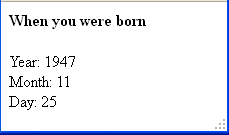 When you were born
Year: 1947
Month: 11
Day: 25